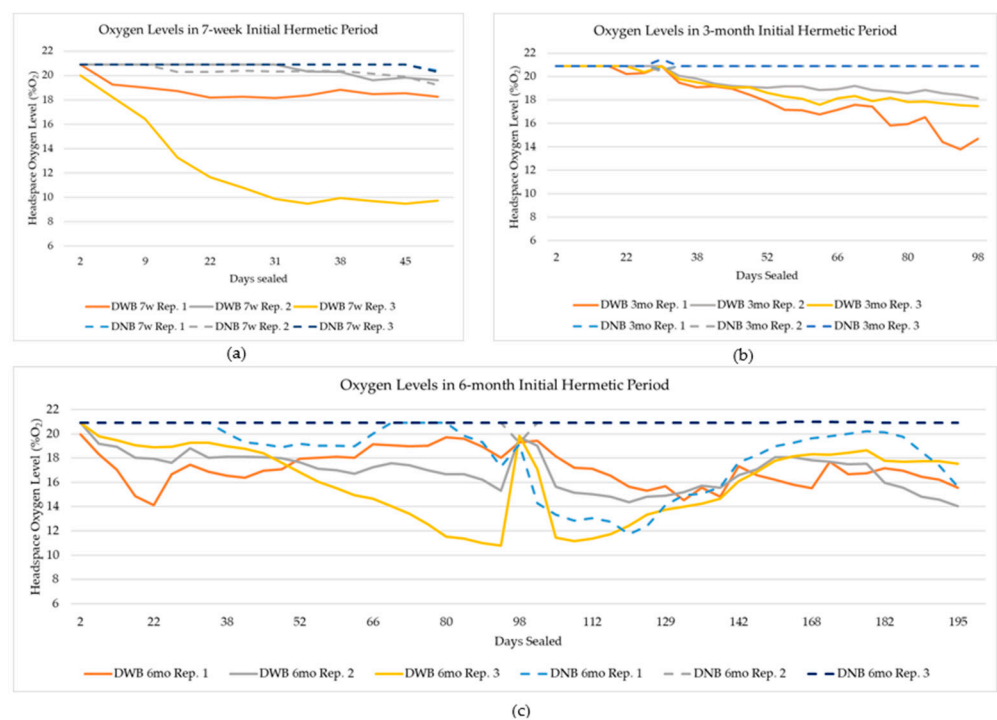 (a)
Oxygen Levels in 7-week Initial Hermetic Period
Headspace Oxygen Level (%O₂)
22
20
18
16
14
12
10
8
6
2 9 22 31 38 45
Days sealed
DWB 7w Rep. 1 DWB 7w Rep. 2 DWB 7w Rep. 3
DNB 7w Rep. 1 DNB 7w Rep. 2 DNB 7w Rep. 3
(a)
(b)
Oxygen Levels in 3-month Initial Hermetic Period
Headspace Oxygen Level (%O₂)
22
20
18
16
14
12
10
8
6
2 22 38 52 66 80 98
Days Sealed
DWB 3mo Rep. 1 DWB 3mo Rep. 2 DWB 3mo Rep. 3
DNB 3mo Rep. 1 DNB 3mo Rep. 2 DNB 3mo Rep. 3
(b)
Oxygen Levels in 6-month Initial Hermetic Period
Headspace Oxygen Level (%O₂)
22
20
18
16
14
12
10
8
6
2 22 38 52 66 80 98 112 129 142 168 182 195
Days Sealed
DWB 6mo Rep. 1 DWB 6mo Rep. 2 DWB 6mo Rep. 3 DNB 6mo Rep. 1 DNB 6mo Rep. 2 DNB 6mo Rep. 3
(c)